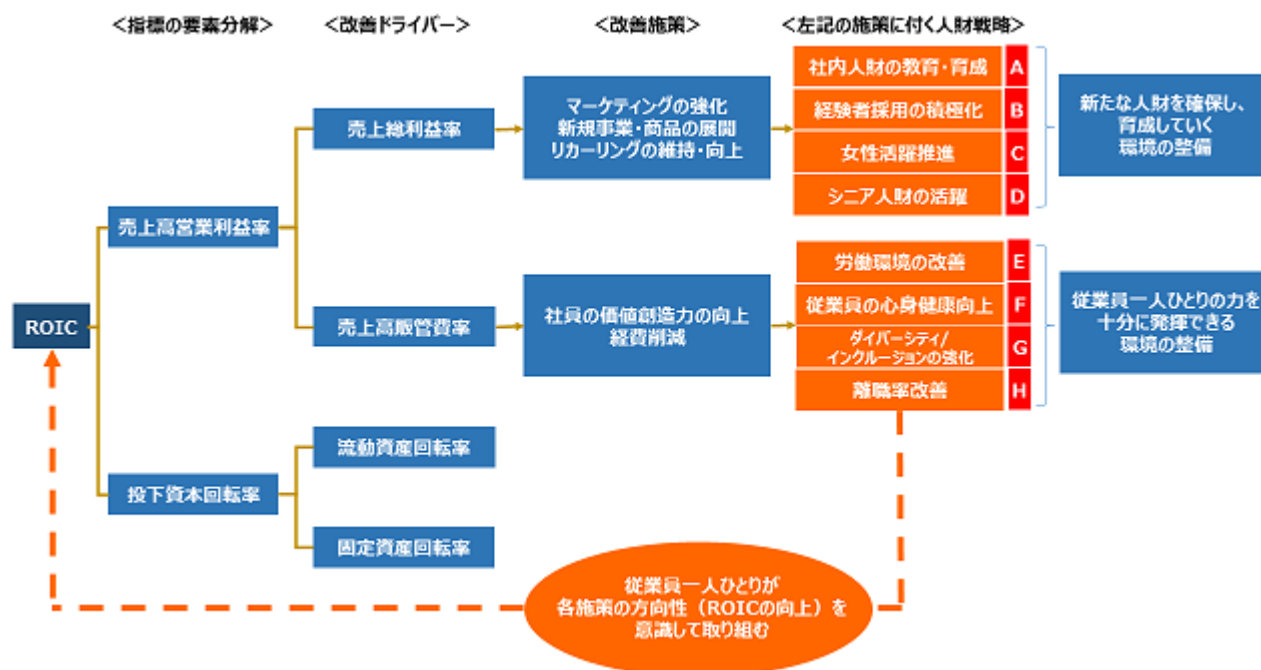 <指標の要素分解>
<改善ドライバー>
<改善施策>
<左記の施策に付く人財戦略>
ROIC
売上高営業利益率
投下資本回転率
売上総利益率
売上高販管費率
流動資産回転率
固定資産回転率
マーケティングの強化
新規事業・商品の展開
リカーリングの維持・向上
社員の価値創造力の向上
経費削減
社内人財の教育・育成 A
経験者採用の積極化 B
女性活躍推進 C
シニア人財の活躍 D
新たな人財を確保し、
育成していく
環境の整備
労働環境の改善 E
従業員の心身健康向上 F
ダイバーシティ/
インクルージョンの強化 G
離職率改善 H
従業員一人ひとりの力を
十分に発揮できる
環境の整備
従業員一人ひとりが
各施策の方向性（ROICの向上）を
意識して取り組む